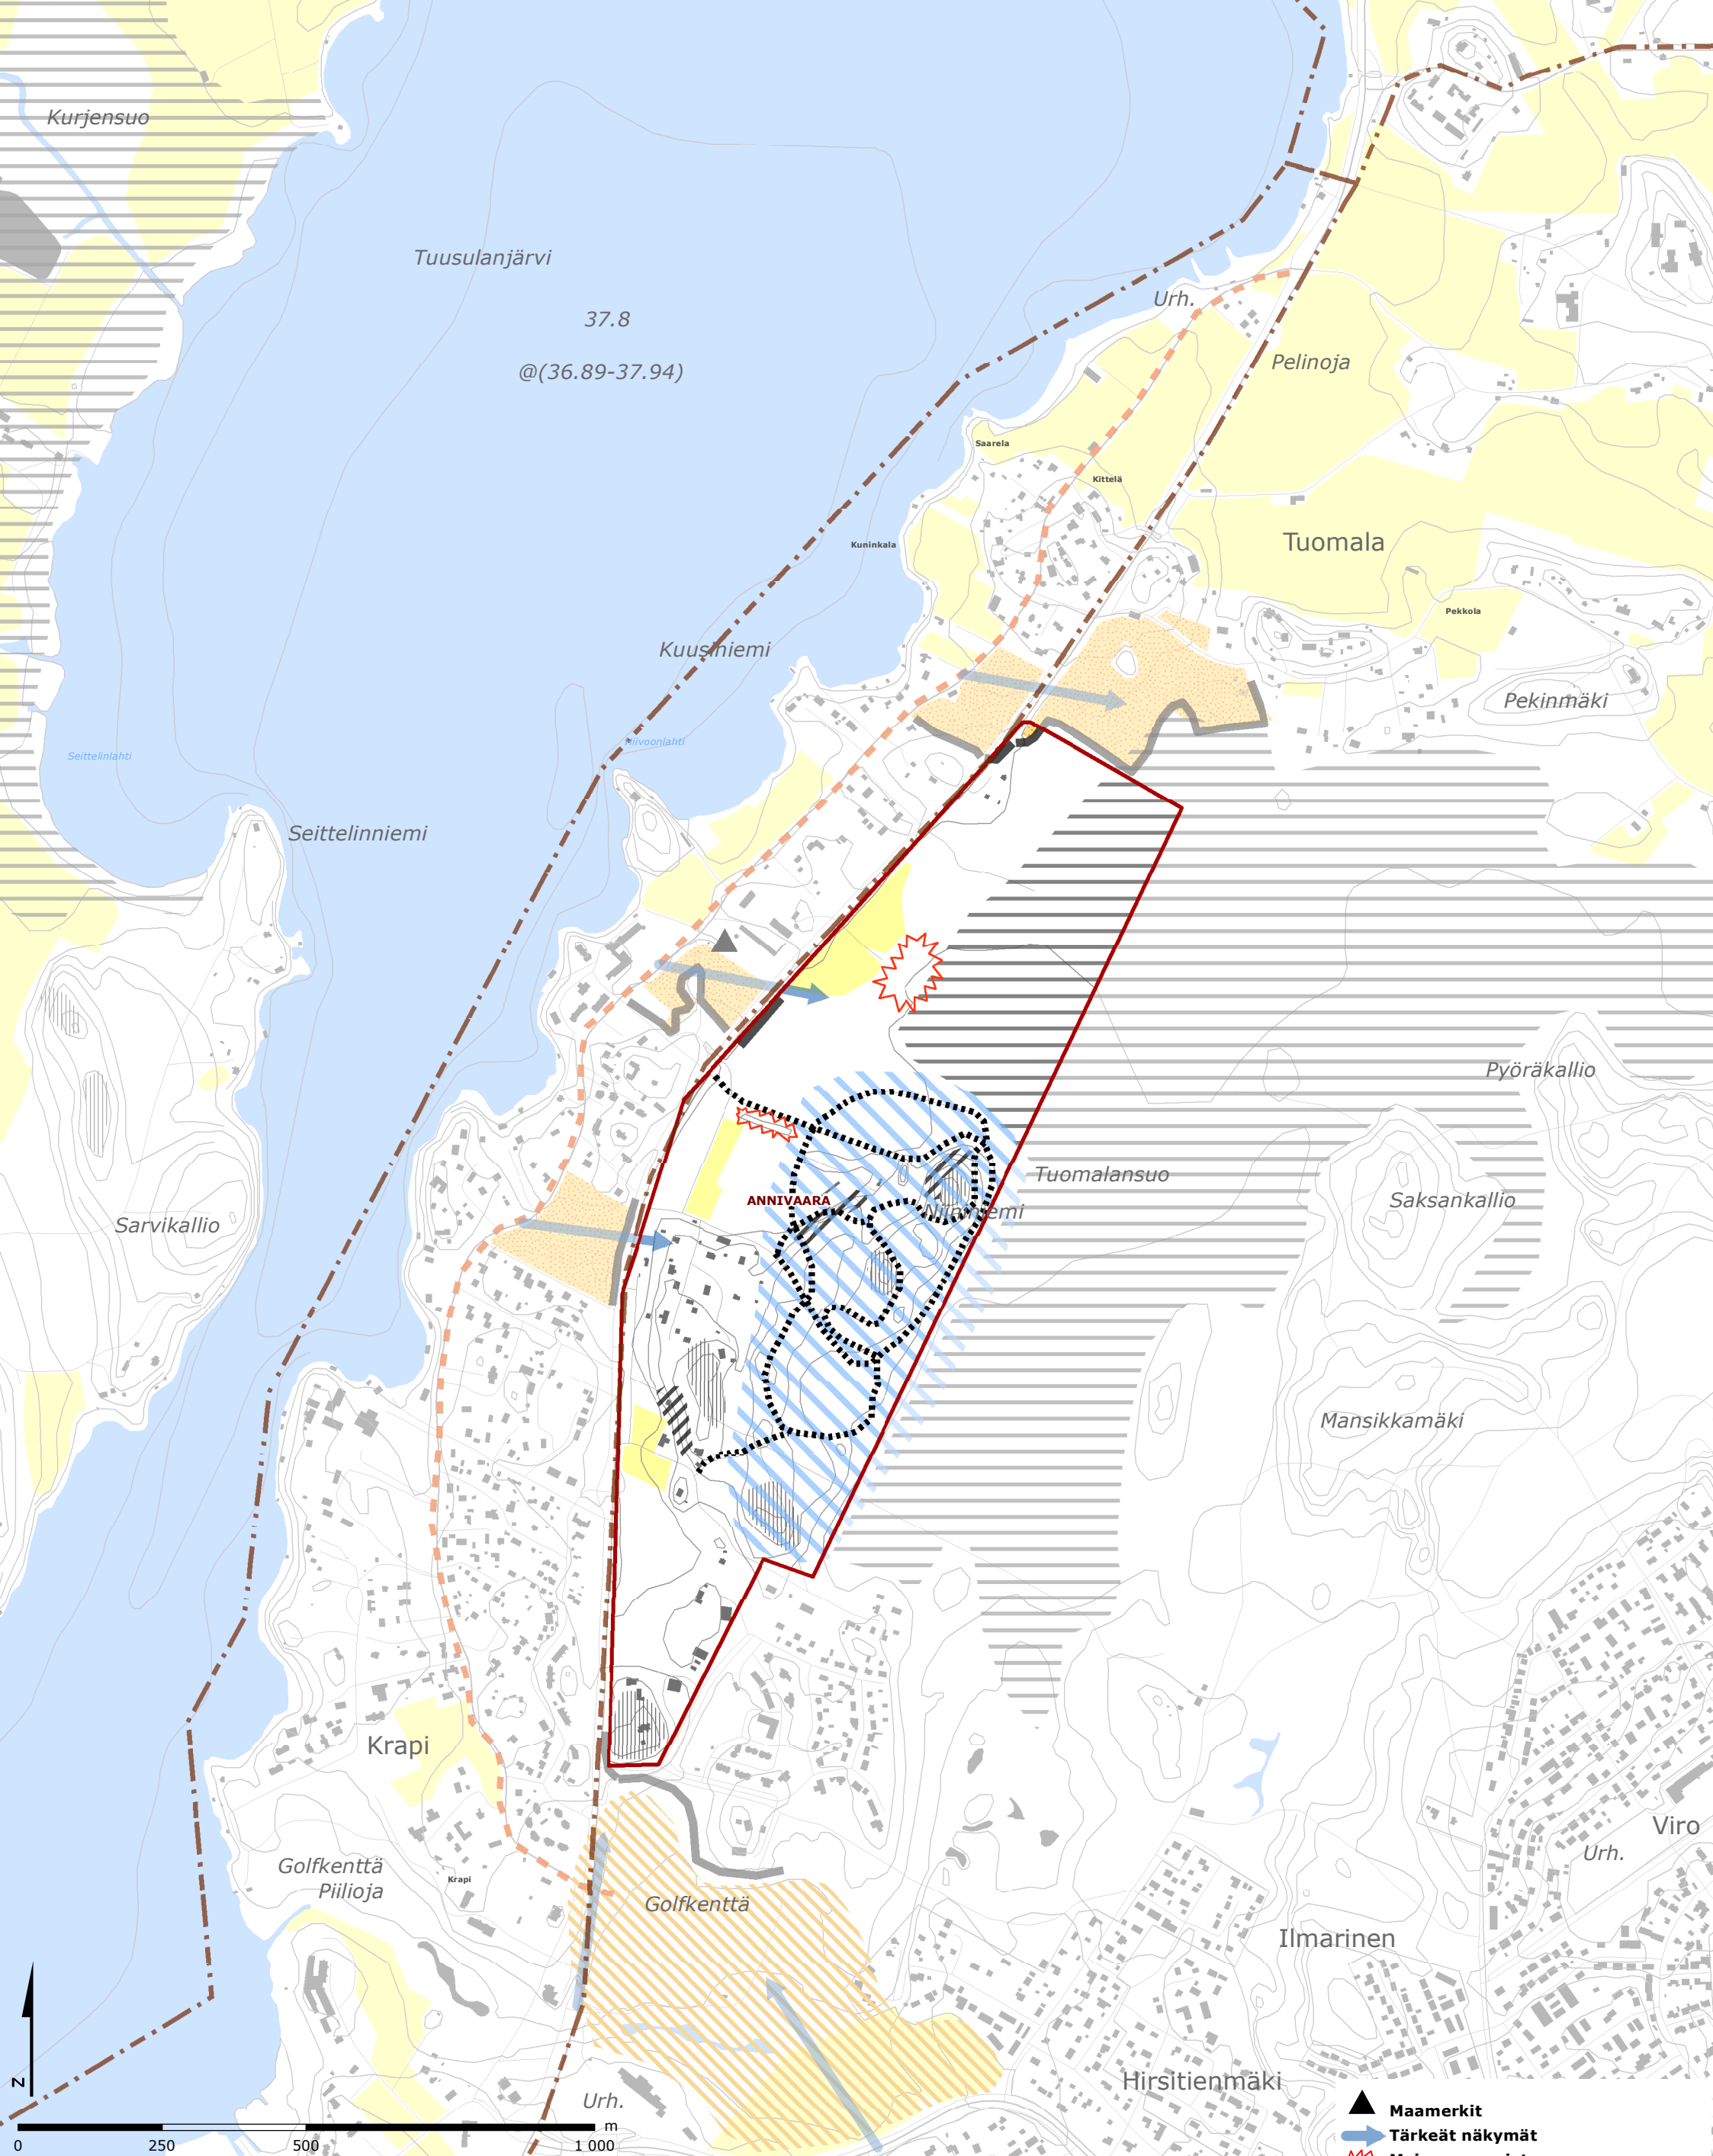 Kurjensuo
Tuusulanjärvi
37.8
@(36.89-37.94)
Urh.
Pelinoja
Saarela
Kittelä
Kuninkala
Tuomala
Pekkola
Kuusiniemi
Pekinmäki
Seittelinlahti
Seittelinniemi
Pyöräkallio
Tuomalansuo
ANNIVAARA
Saksankallio
Sarvikallio
Mansikkamäki
Krapi
Viro
Urh.
Golfkenttä
Piilioja
Krapi
Golfkenttä
Ilmarinen
Hirsitienmäki
Urh.
Maamerkit
Tärkeät näkymät
N
m
0 250 500 1 000